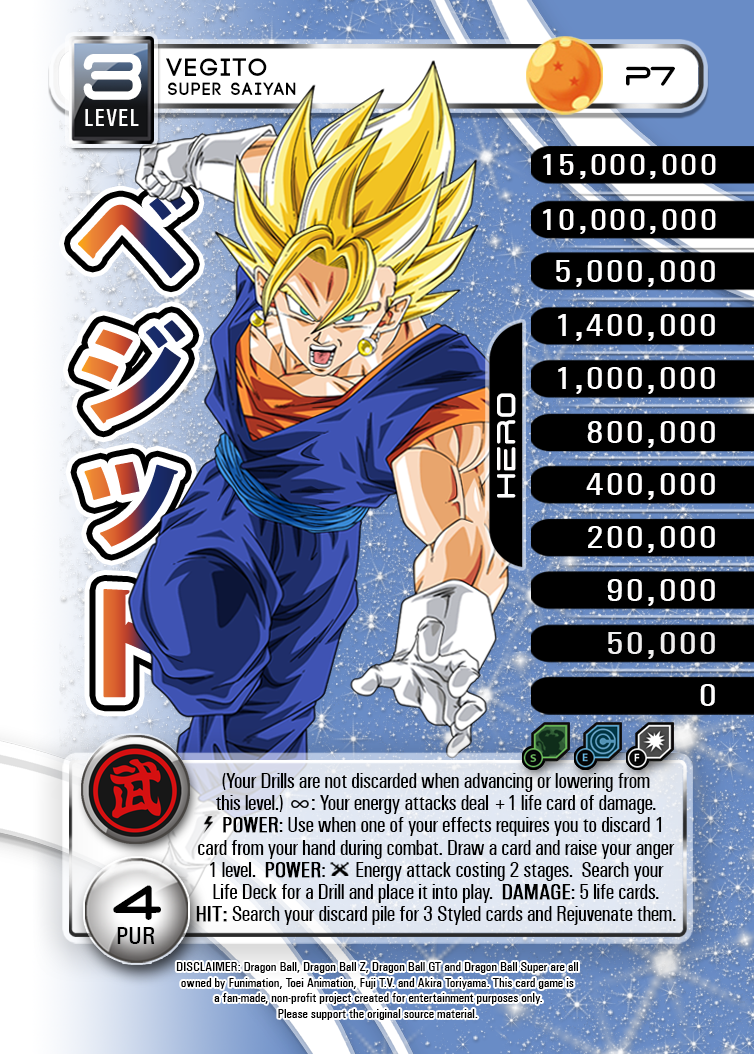 3
LEVEL
VEGITO
SUPER SAIYAN
P7
ベジット
15,000,000
10,000,000
5,000,000
1,400,000
1,000,000
800,000
400,000
200,000
90,000
50,000
0
HERO
S E F
武
4
PUR
(Your Drills are not discarded when advancing or lowering from
this level.) ∞: Your energy attacks deal +1 life card of damage.
POWER: Use when one of your effects requires you to discard 1
card from your hand during combat. Draw a card and raise your anger
1 level. POWER: Energy attack costing 2 stages. Search your
Life Deck for a Drill and place it into play. DAMAGE: 5 life cards.
HIT: Search your discard pile for 3 Styled cards and Rejuvenate them.
DISCLAIMER: Dragon Ball, Dragon Ball Z, Dragon Ball GT and Dragon Ball Super are all
owned by Funimation, Toei Animation, Fuji T.V. and Akira Toriyama. This card game is
a fan-made, non-profit project created for entertainment purposes only.
Please support the original source material.